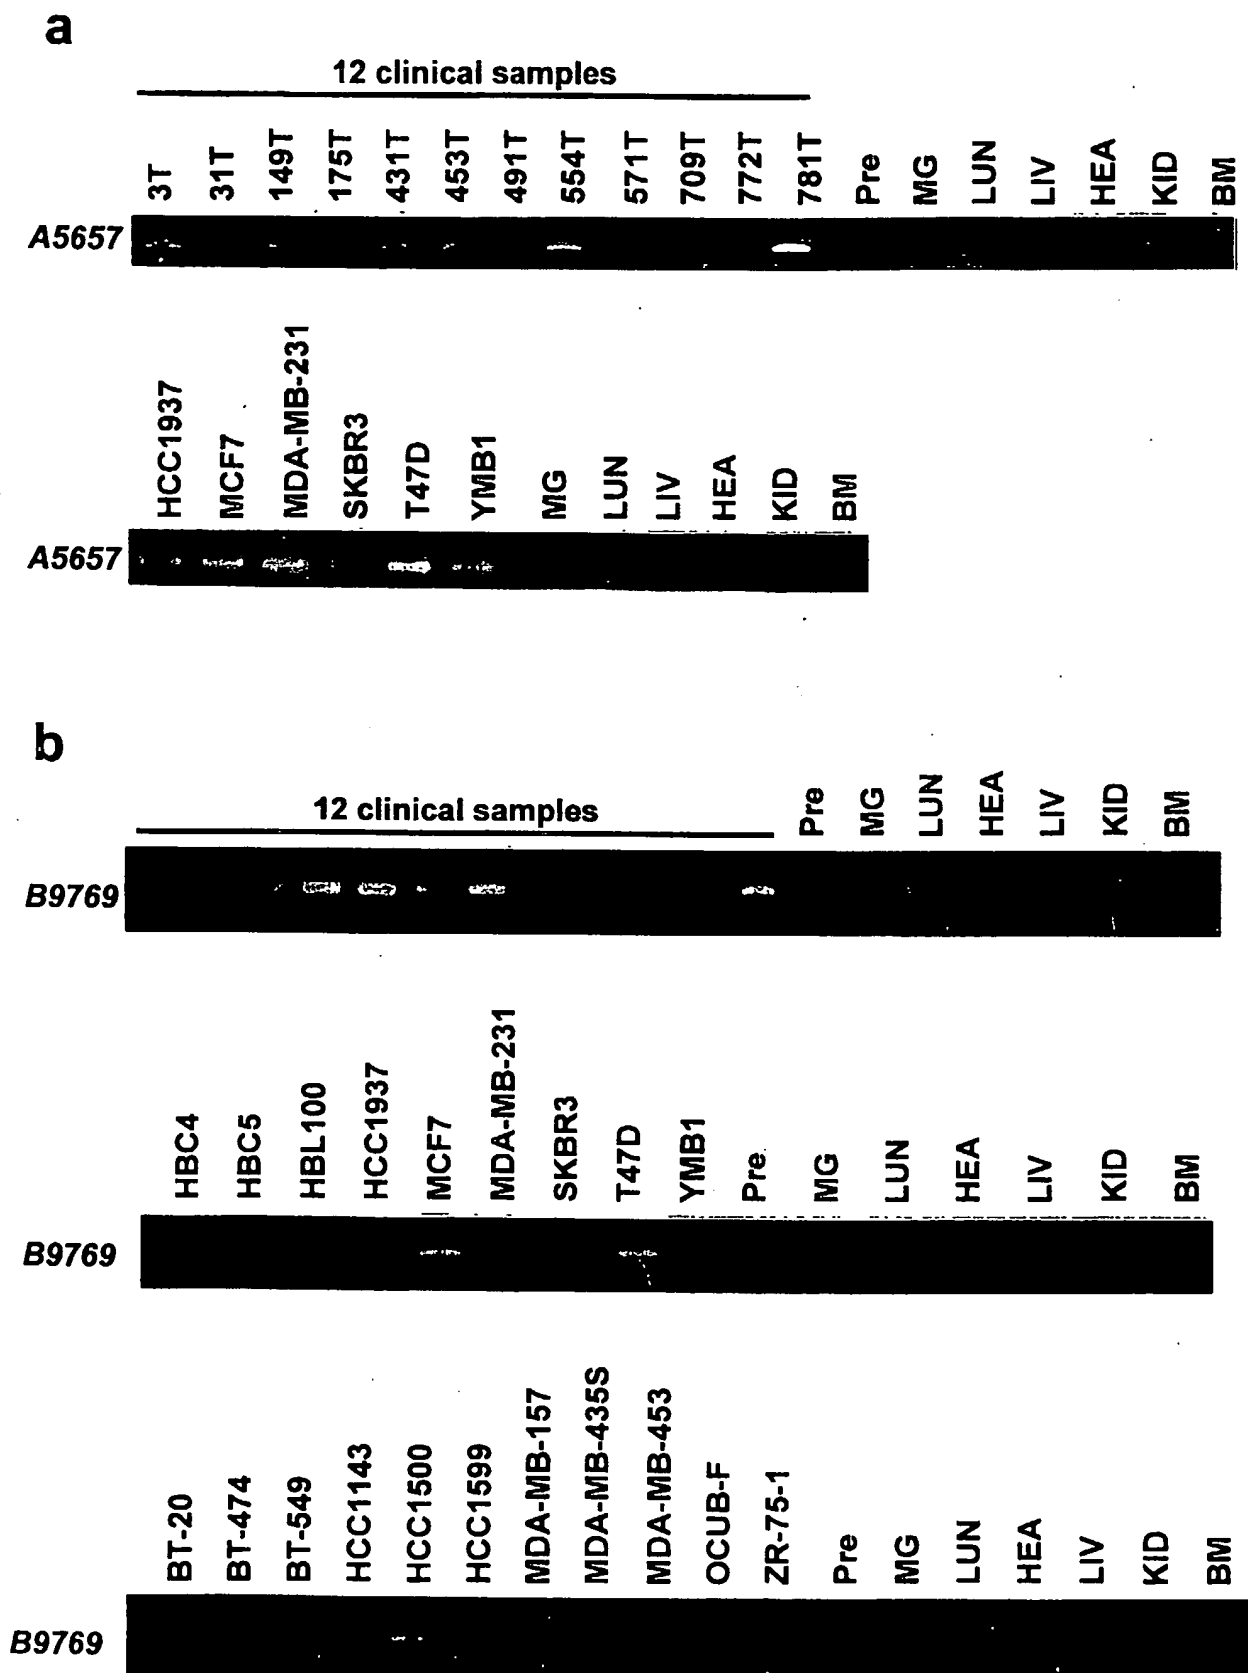 a
12 clinical samples
3T 31T 149T 175T 431T 453T 491T 554T 571T 709T 772T 781T Pre MG LUN LIV HEA KID BM
A5657
HCC1937 MCF7 MDA-MB-231 SKBR3 T47D YMB1 MG LUN LIV HEA KID BM
A5657
b
12 clinical samples Pre MG LUN HEA LIV KID BM
B9769
HBC4 HBC5 HBL100 HCC1937 MCF7 MDA-MB-231 SKBR3 T47D YMB1 Pre MG LUN HEA LIV KID BM
B9769
BT-20 BT-474 BT-549 HCC1143 HCC1500 HCC1599 MDA-MB-157 MDA-MB-435S MDA-MB-453 OCUB-F ZR-75-1 Pre MG LUN HEA LIV KID BM
B9769